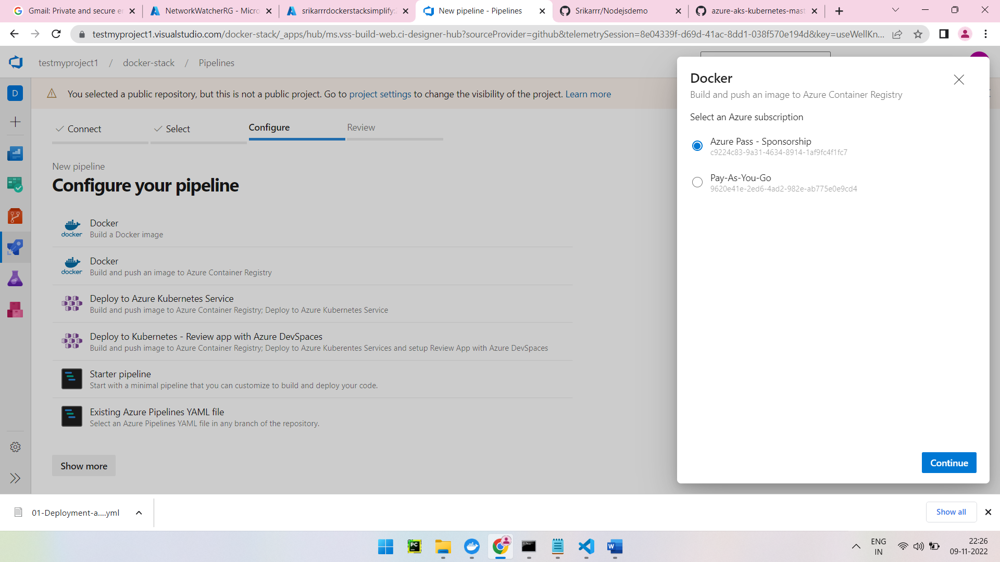 Gmail: Private and secure e
NetworkWatcherRG - Micro
srikarrrdockerstacksimplify:
New pipeline - Pipelines
Srikarrr/Nodejsdemo
azure-aks-kubernetes-mast
testmyproject1.visualstudio.com/docker-stack/_apps/hub/ms.vss-build-web.ci-designer-hub?sourceProvider=github&telemetrySession=8e04339f-d69d-41ac-8dd1-038f570e194d&key=useWellKn...
testmyproject1 / docker-stack / Pipelines
D
You selected a public repository, but this is not a public project. Go to project settings to change the visibility of the project. Learn more
Connect
Select
Configure
Review
New pipeline
Configure your pipeline
docker
Docker
Build a Docker image
docker
Docker
Build and push an image to Azure Container Registry
Deploy to Azure Kubernetes Service
Build and push image to Azure Container Registry; Deploy to Azure Kubernetes Service
Deploy to Kubernetes - Review app with Azure DevSpaces
Build and push image to Azure Container Registry; Deploy to Azure Kuberentes Services and setup Review App with Azure DevSpaces
Starter pipeline
Start with a minimal pipeline that you can customize to build and deploy your code.
Existing Azure Pipelines YAML file
Select an Azure Pipelines YAML file in any branch of the repository.
Show more
Docker
Build and push an image to Azure Container Registry
Select an Azure subscription
Azure Pass - Sponsorship
c9224c83-9a31-4634-8914-1af9fc4f1fc7
Pay-As-You-Go
9620e41e-2ed6-4ad2-982e-ab775e0e9cd4
Continue
01-Deployment-a....yml
Show all
PC
ENG
IN
22:26
09-11-2022